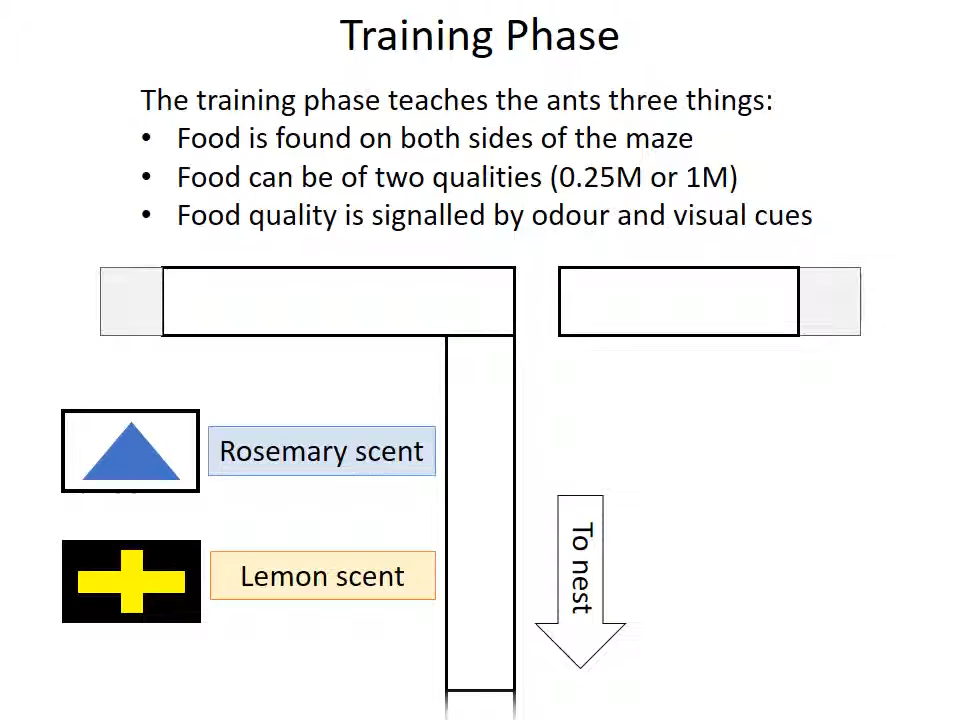 Training Phase
The training phase teaches the ants three things:
• Food is found on both sides of the maze
• Food can be of two qualities (0.25M or 1M)
• Food quality is signalled by odour and visual cues
Rosemary scent
Lemon scent
To nest